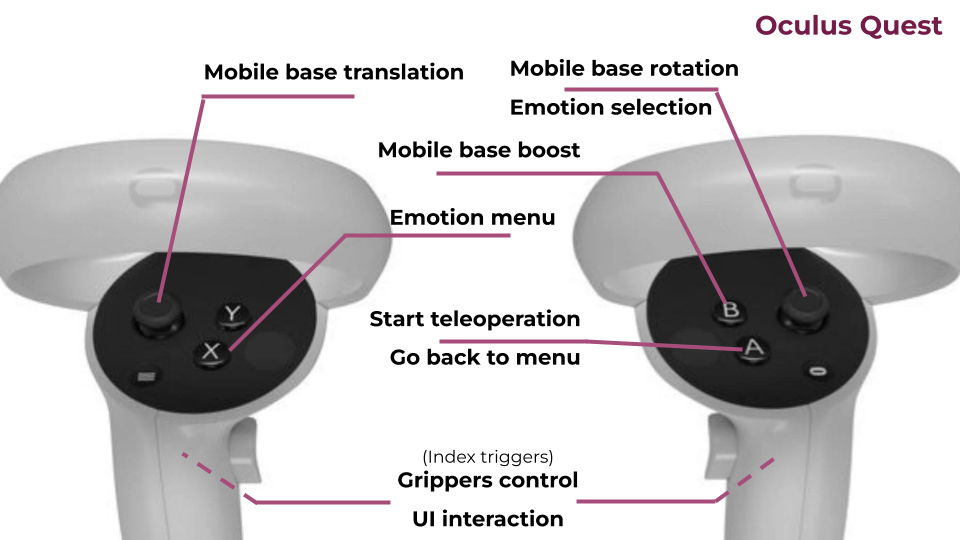 Oculus Quest
Mobile base translation
Mobile base rotation
Emotion selection
Mobile base boost
Emotion menu
Y
X
B
A
Start teleoperation
Go back to menu
(Index triggers)
Grippers control
UI interaction